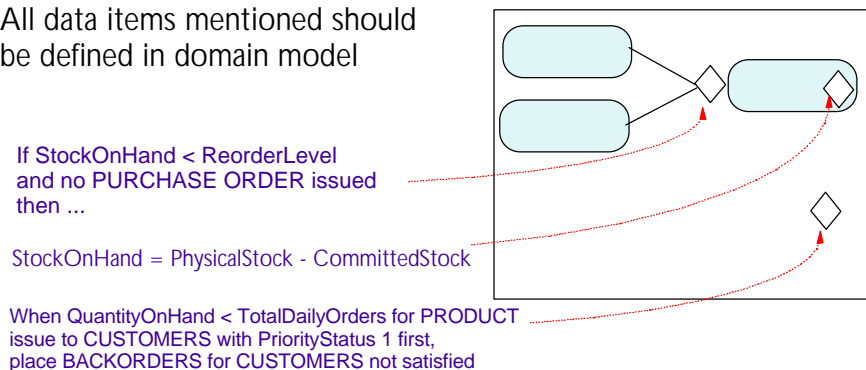 All data items mentioned should
be defined in domain model
If StockOnHand < ReorderLevel
and no PURCHASE ORDER issued
then ...
StockOnHand = PhysicalStock - CommittedStock
When QuantityOnHand < TotalDailyOrders for PRODUCT
issue to CUSTOMERS with PriorityStatus 1 first,
place BACKORDERS for CUSTOMERS not satisfied